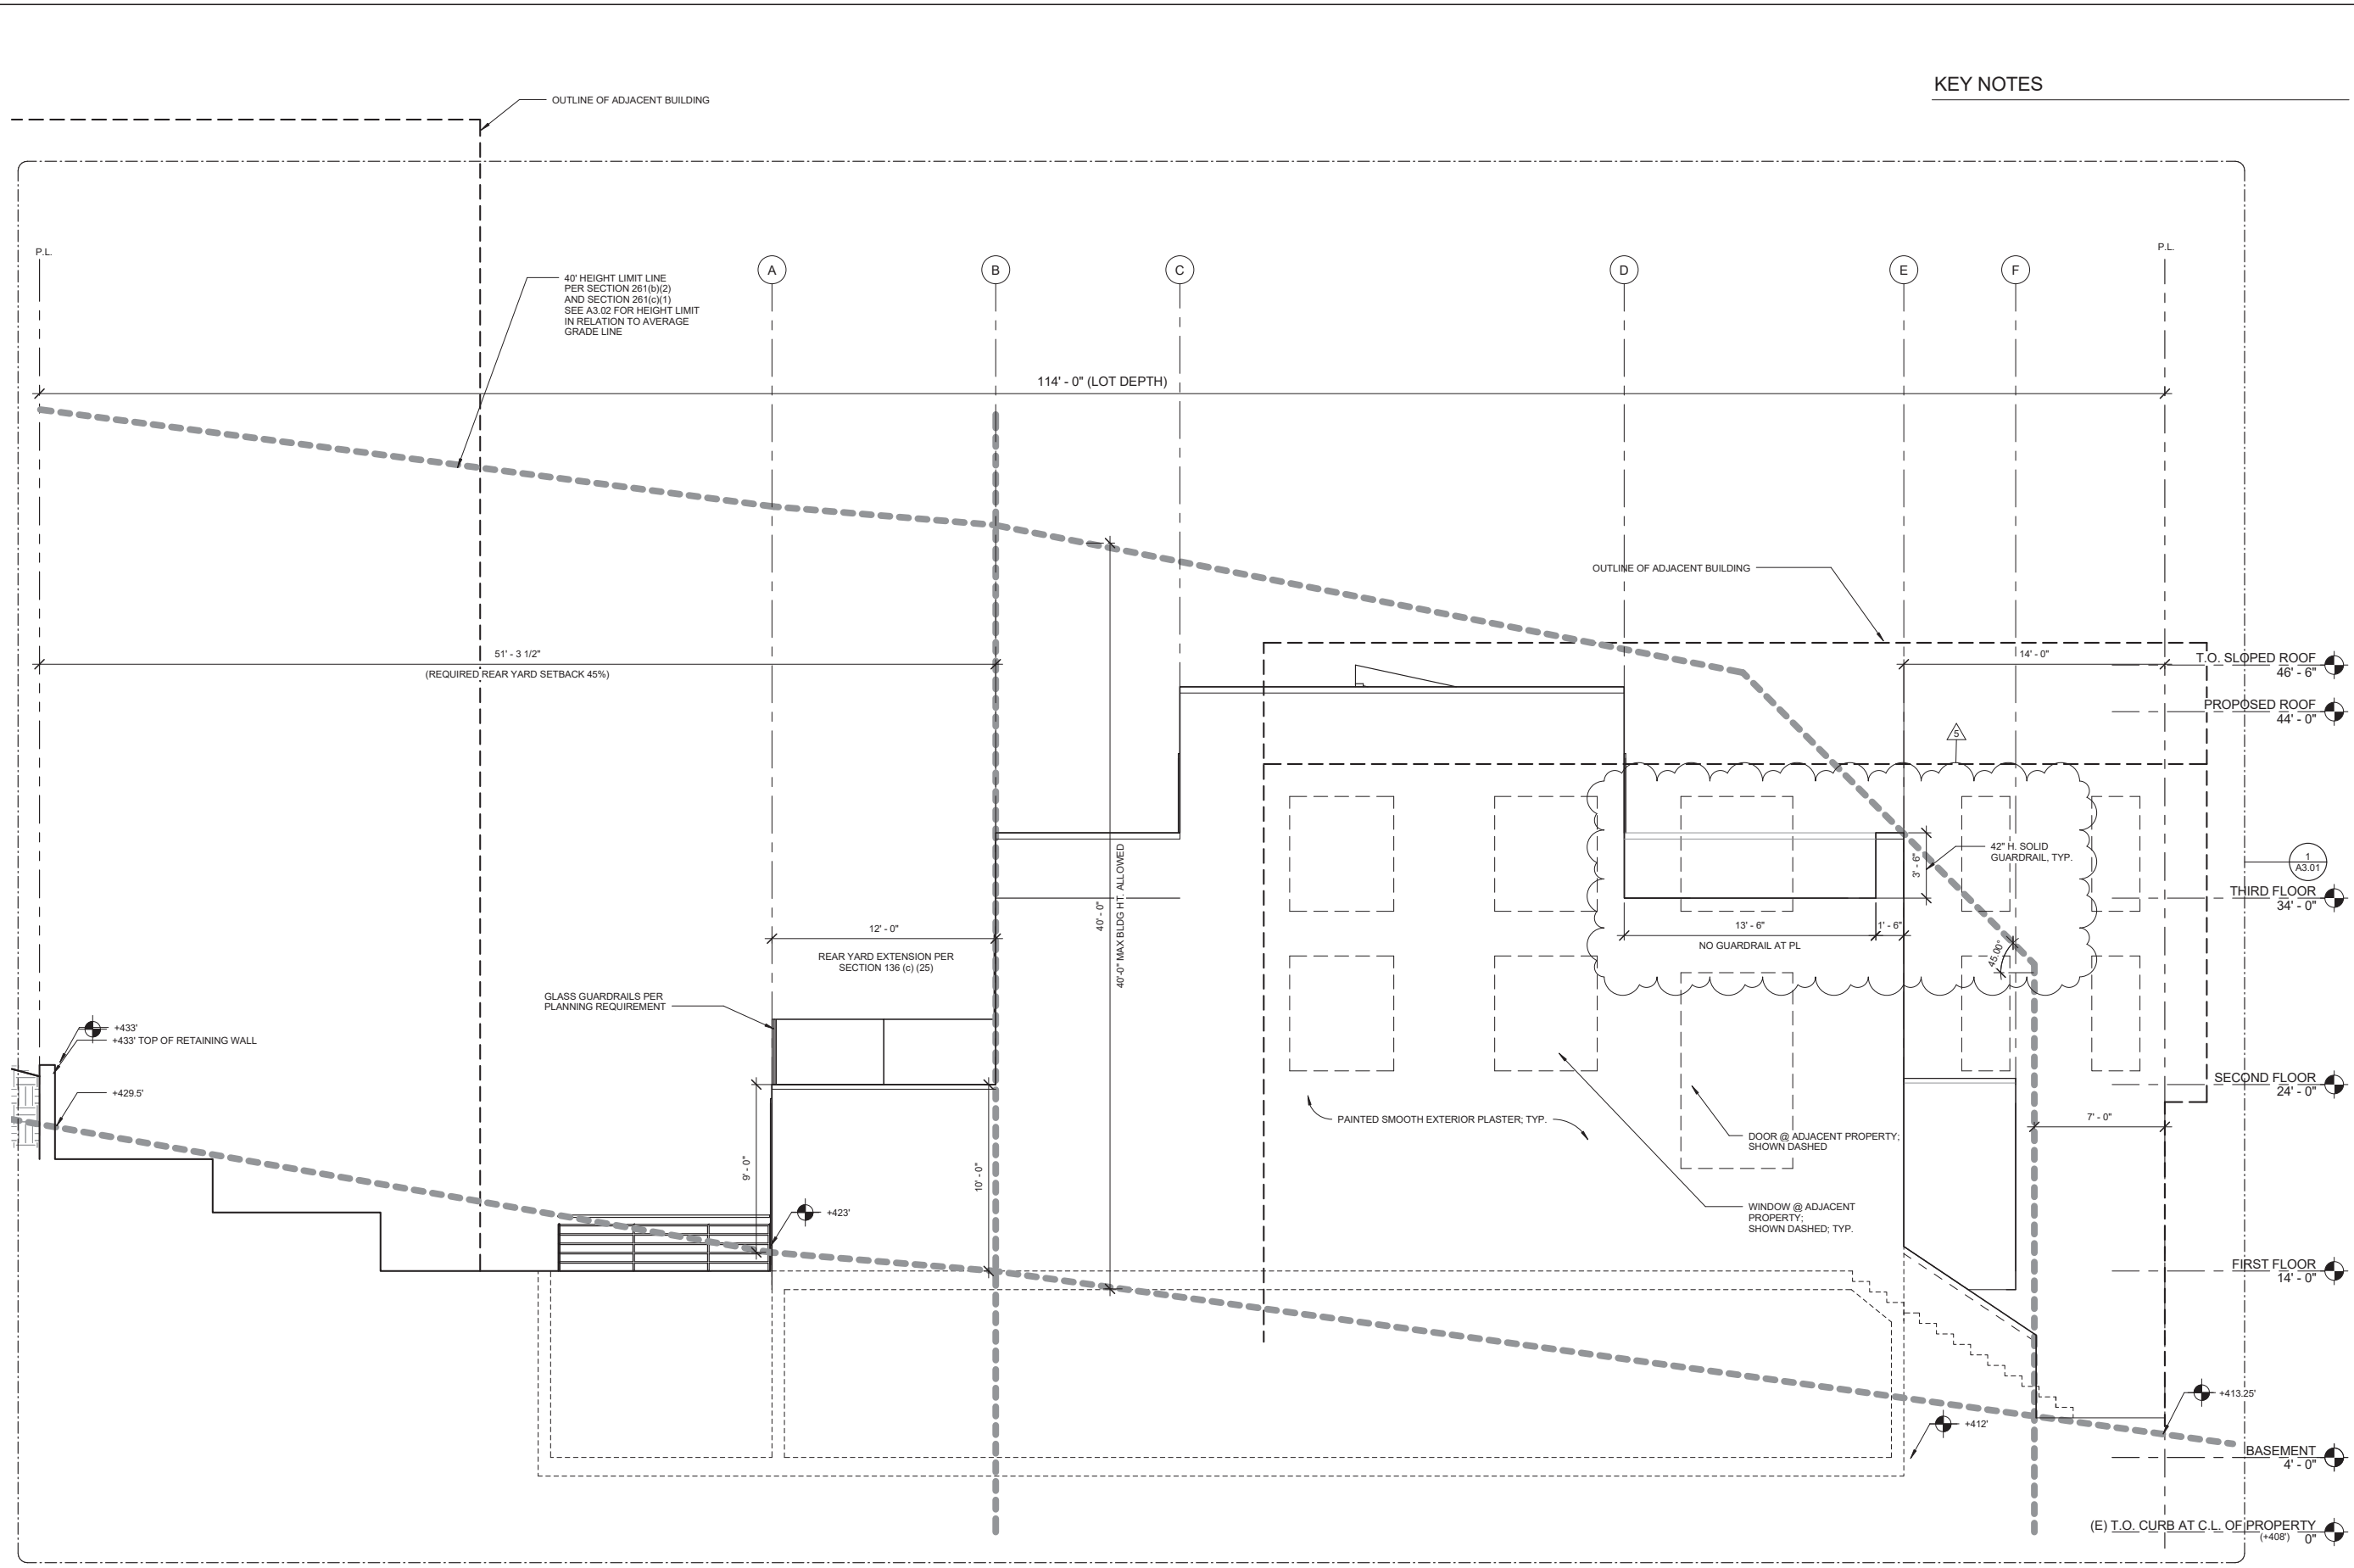 KEY NOTES
OUTLINE OF ADJACENT BUILDING
P.L.
P.L.
40' HEIGHT LIMIT LINE
PER SECTION 261(b)(2)
AND SECTION 261(c)(1)
SEE A3.02 FOR HEIGHT LIMIT
IN RELATION TO AVERAGE
GRADE LINE
A
B
C
D
E
F
114' - 0" (LOT DEPTH)
OUTLINE OF ADJACENT BUILDING
51' - 3 1/2"
(REQUIRED REAR YARD SETBACK 45%)
14' - 0"
T.O. SLOPED ROOF
46' - 6"
PROPOSED ROOF
44' - 0"
5
42" H. SOLID
GUARDRAIL, TYP.
3' - 6"
1
A3.01
THIRD FLOOR
34' - 0"
40' - 0"
40'-0" MAX BLDG HT. ALLOWED
12' - 0"
REAR YARD EXTENSION PER
SECTION 136 (c) (25)
13' - 6"
1' - 6"
NO GUARDRAIL AT PL
45.00°
GLASS GUARDRAILS PER
PLANNING REQUIREMENT
+433'
+433' TOP OF RETAINING WALL
+429.5'
SECOND FLOOR
24' - 0"
7' - 0"
PAINTED SMOOTH EXTERIOR PLASTER; TYP.
DOOR @ ADJACENT PROPERTY;
SHOWN DASHED
9' - 0"
10' - 0"
+423'
WINDOW @ ADJACENT
PROPERTY;
SHOWN DASHED; TYP.
FIRST FLOOR
14' - 0"
+413.25'
+412'
BASEMENT
4' - 0"
(E) T.O. CURB AT C.L. OF PROPERTY
(+408') 0"